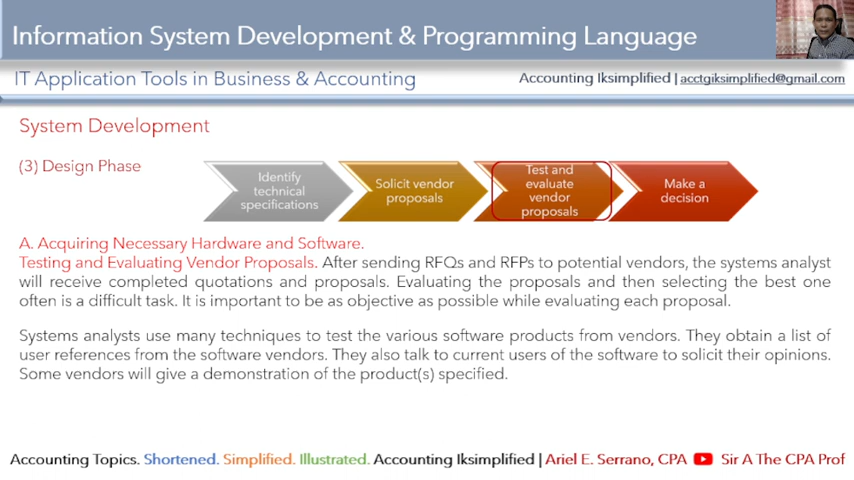 Information System Development & Programming Language
IT Application Tools in Business & Accounting
Accounting Iksimplified | acctgiksimplified@gmail.com
System Development
(3) Design Phase
Identify
technical
specifications
Solicit vendor
proposals
Test and
evaluate
vendor
proposals
Make a
decision
A. Acquiring Necessary Hardware and Software.
Testing and Evaluating Vendor Proposals. After sending RFQs and RFPs to potential vendors, the systems analyst
will receive completed quotations and proposals. Evaluating the proposals and then selecting the best one
often is a difficult task. It is important to be as objective as possible while evaluating each proposal.
Systems analysts use many techniques to test the various software products from vendors. They obtain a list of
user references from the software vendors. They also talk to current users of the software to solicit their opinions.
Some vendors will give a demonstration of the product(s) specified.
Accounting Topics. Shortened. Simplified. Illustrated. Accounting Iksimplified | Ariel E. Serrano, CPA Sir A The CPA Prof